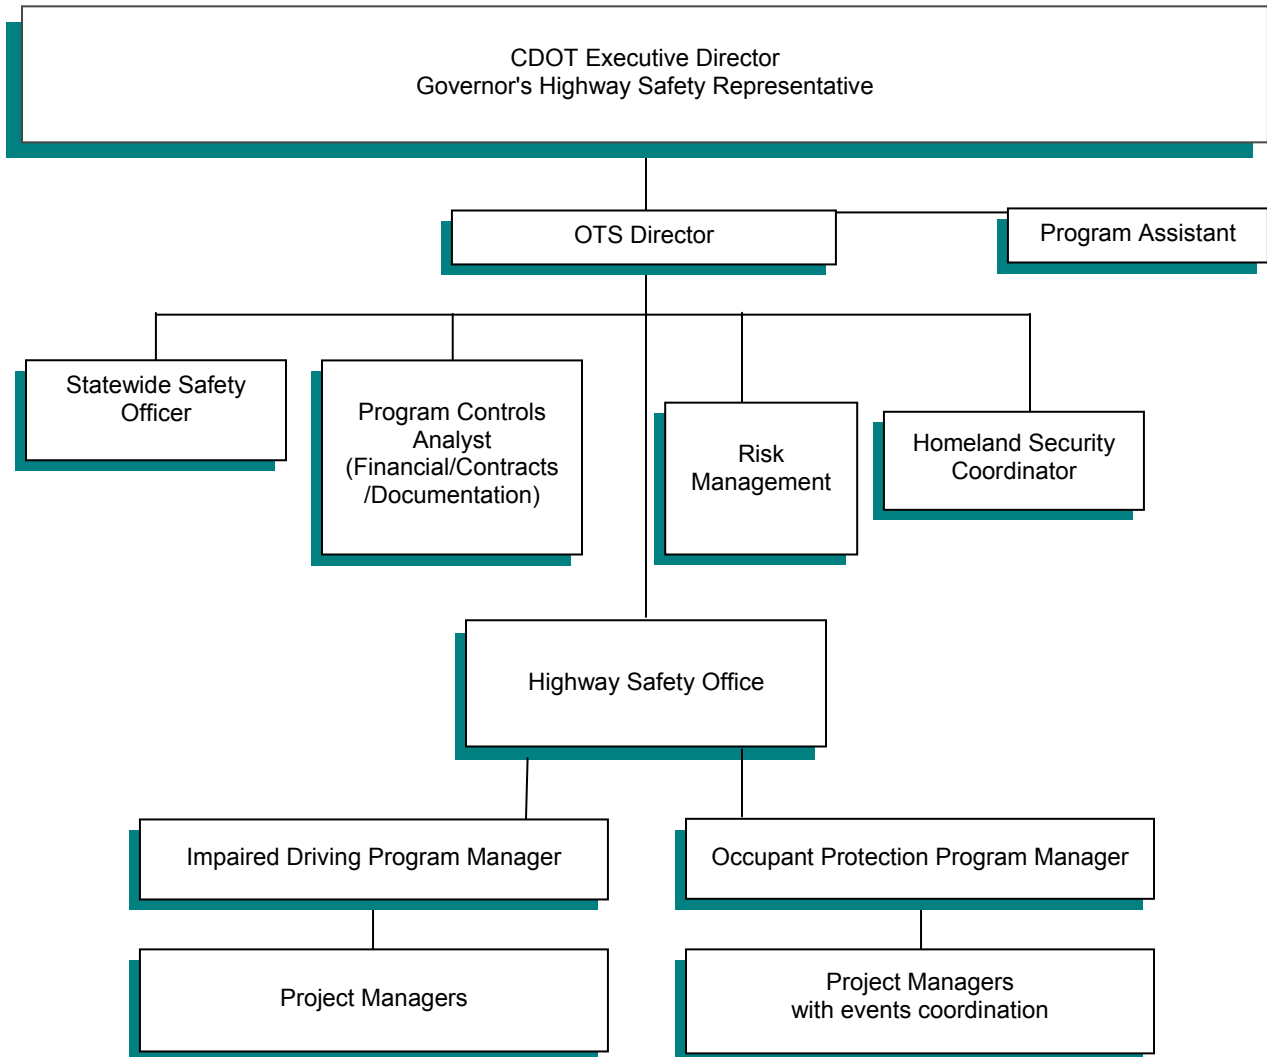 CDOT Executive Director
Governor's Highway Safety Representative
OTS Director
Program Assistant
Statewide Safety
Officer
Program Controls
Analyst
(Financial/Contracts
/Documentation)
Risk
Management
Homeland Security
Coordinator
Highway Safety Office
Impaired Driving Program Manager
Occupant Protection Program Manager
Project Managers
Project Managers
with events coordination